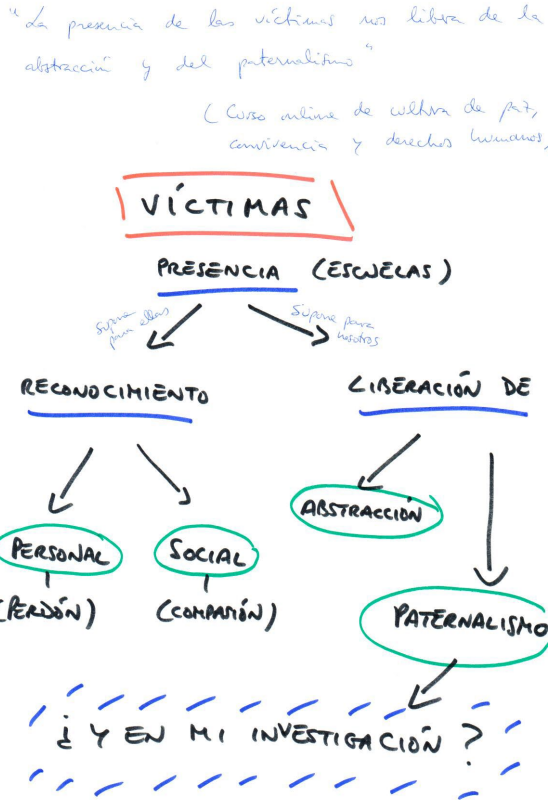 "La presencia de las víctimas nos libera de la
abstracción y del paternalismo"
(Curso online de cultura de paz,
convivencia y derechos humanos,
VÍCTIMAS
PRESENCIA (ESCUELAS)
Supone para ellas
Supone para nosotros
RECONOCIMIENTO
LIBERACIÓN DE
ABSTRACCIÓN
PERSONAL
SOCIAL
(PERDÓN)
(COMPASIÓN)
PATERNALISMO
¿Y EN MI INVESTIGACIÓN?